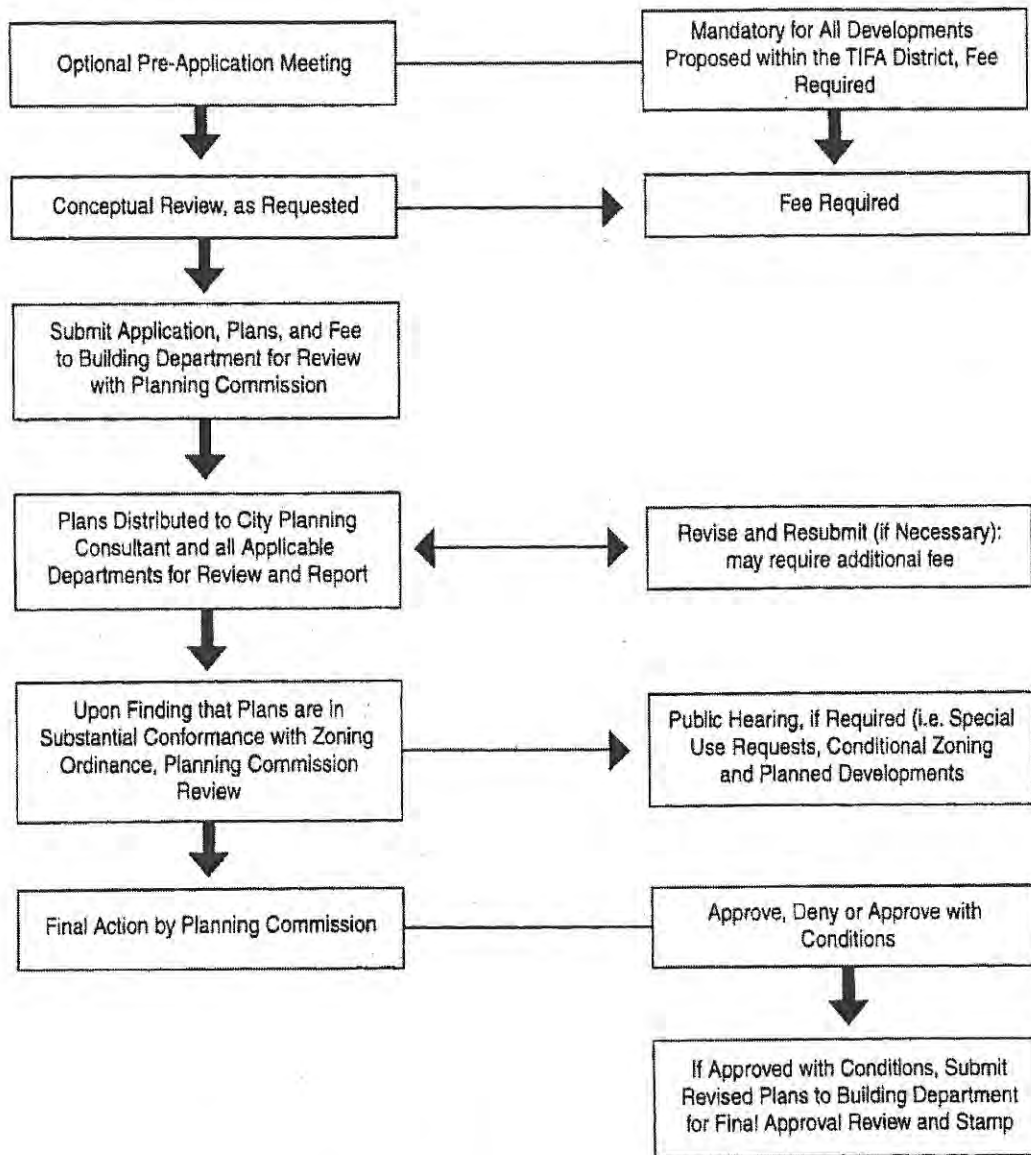 Optional Pre-Application Meeting
Mandatory for All Developments
Proposed within the TIFA District, Fee
Required
Conceptual Review, as Requested
Fee Required
Submit Application, Plans, and Fee
to Building Department for Review
with Planning Commission
Plans Distributed to City Planning
Consultant and all Applicable
Departments for Review and Report
Revise and Resubmit (if Necessary):
may require additional fee
Upon Finding that Plans are in
Substantial Conformance with Zoning
Ordinance, Planning Commission
Review
Public Hearing, if Required (i.e. Special
Use Requests, Conditional Zoning
and Planned Developments
Final Action by Planning Commission
Approve, Deny or Approve with
Conditions
If Approved with Conditions, Submit
Revised Plans to Building Department
for Final Approval Review and Stamp